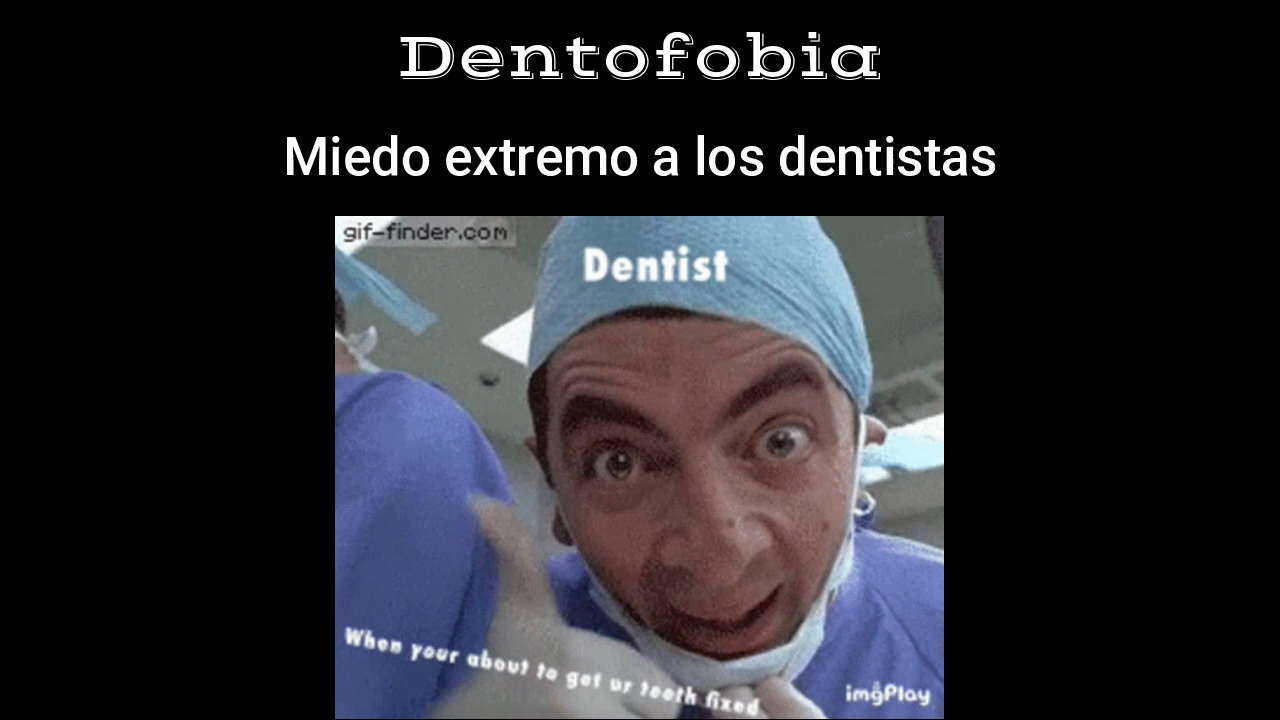 Dentofobia
Miedo extremo a los dentistas
gif-finder.com
Dentist
When your about to get ur teeth fixed
imgPlay